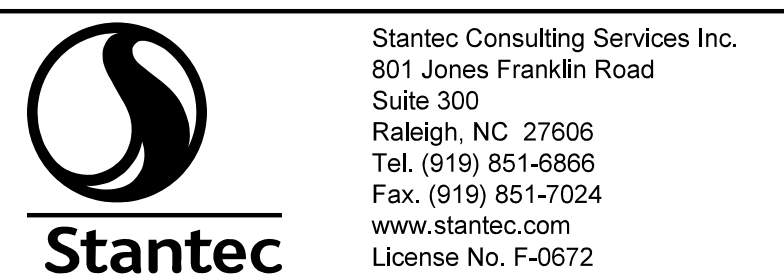 Stantec
Stantec Consulting Services Inc.
801 Jones Franklin Road
Suite 300
Raleigh, NC  27606
Tel. (919) 851-6866
Fax. (919) 851-7024
www.stantec.com
License No. F-0672